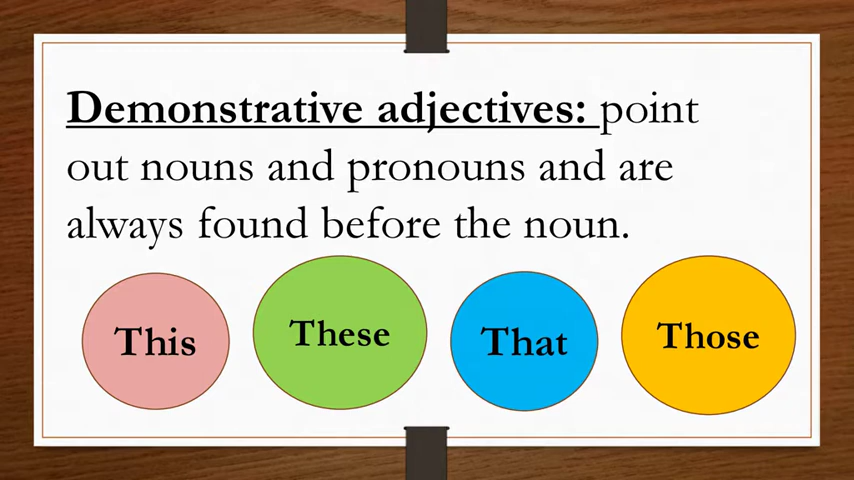 Demonstrative adjectives: point
out nouns and pronouns and are
always found before the noun.
This These That Those